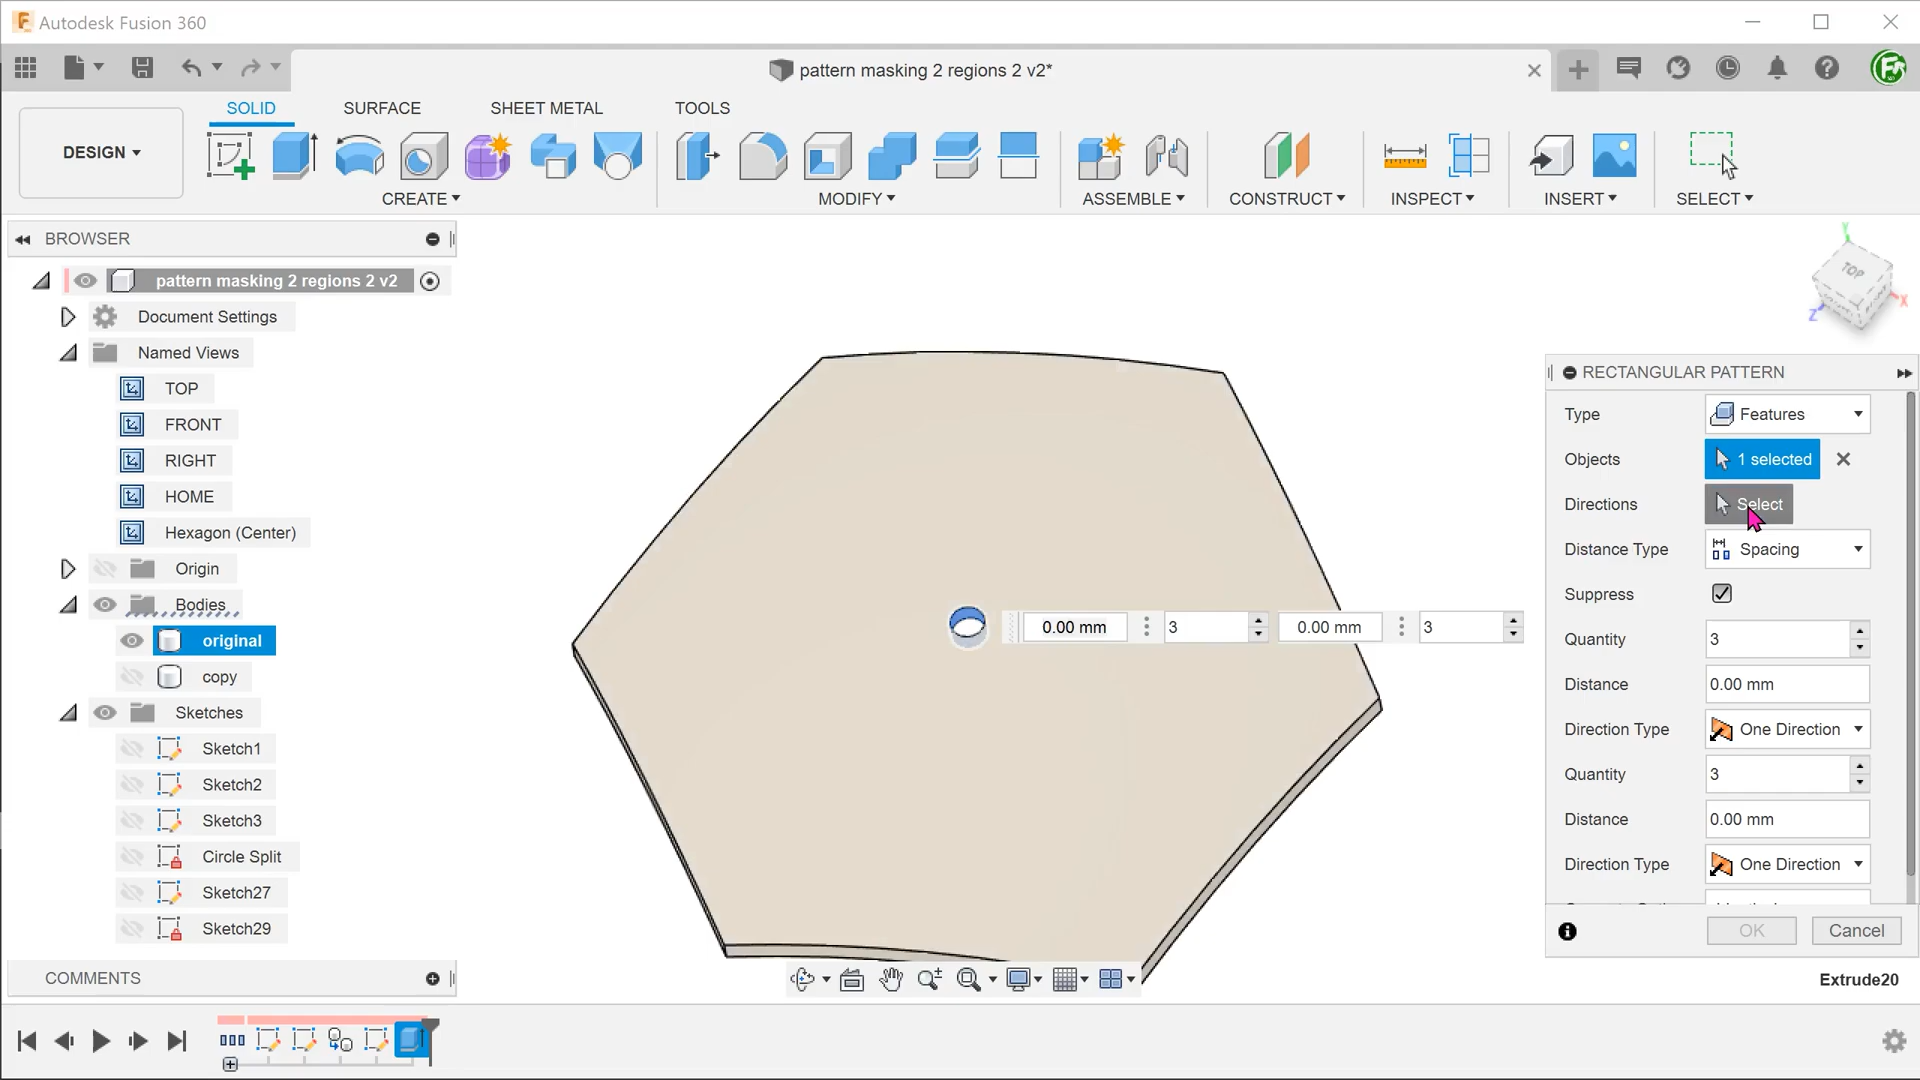 Autodesk Fusion 360
pattern masking 2 regions 2 v2*
DESIGN
SOLID
SURFACE
SHEET METAL
TOOLS
CREATE
MODIFY
ASSEMBLE
CONSTRUCT
INSPECT
INSERT
SELECT
BROWSER
pattern masking 2 regions 2 v2
Document Settings
Named Views
TOP
FRONT
RIGHT
HOME
Hexagon (Center)
Origin
Bodies
original
copy
Sketches
Sketch1
Sketch2
Sketch3
Circle Split
Sketch27
Sketch29
COMMENTS
0.00 mm
3
0.00 mm
3
Y
TOP
X
Z
RECTANGULAR PATTERN
Type Features
Objects 1 selected
Directions Select
Distance Type Spacing
Suppress
Quantity 3
Distance 0.00 mm
Direction Type One Direction
Quantity 3
Distance 0.00 mm
Direction Type One Direction
OK Cancel
Extrude20